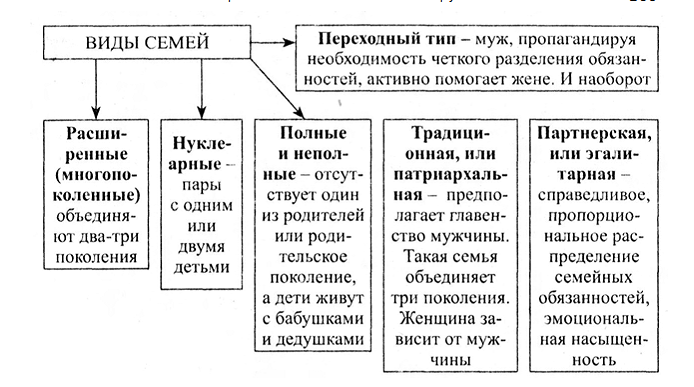 ВИДЫ СЕМЕЙ
Переходный тип – муж, пропагандируя
необходимость четкого разделения обязан-
ностей, активно помогает жене. И наоборот
Расши-
ренные
(многопо-
коленные)
объединя-
ют два-три
поколения
Нукле-
арные –
пары
с одним
или
двумя
детьми
Полные
и непол-
ные – отсут-
ствует один
из родителей
или роди-
тельское
поколение,
а дети живут
с бабушками
и дедушками
Традици-
онная, или
патриархаль-
ная – предпо-
лагает главен-
ство мужчины.
Такая семья
объединяет
три поколения.
Женщина за-
висит от муж-
чины
Партнерская,
или эгали-
тарная –
справедливое,
пропорцио-
нальное рас-
пределение
семейных
обязанностей,
эмоциональ-
ная насыщен-
ность